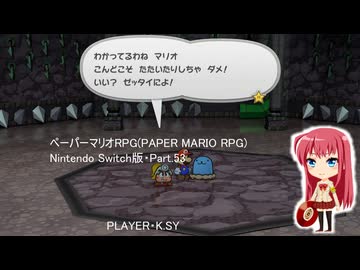 わかってるわね マリオ
こんどこそ たたいたりしちゃ ダメ!
いい? ゼッタイによ!
ペーパーマリオRPG(PAPER MARIO RPG)
Nintendo Switch版・Part.53
PLAYER・K.SY